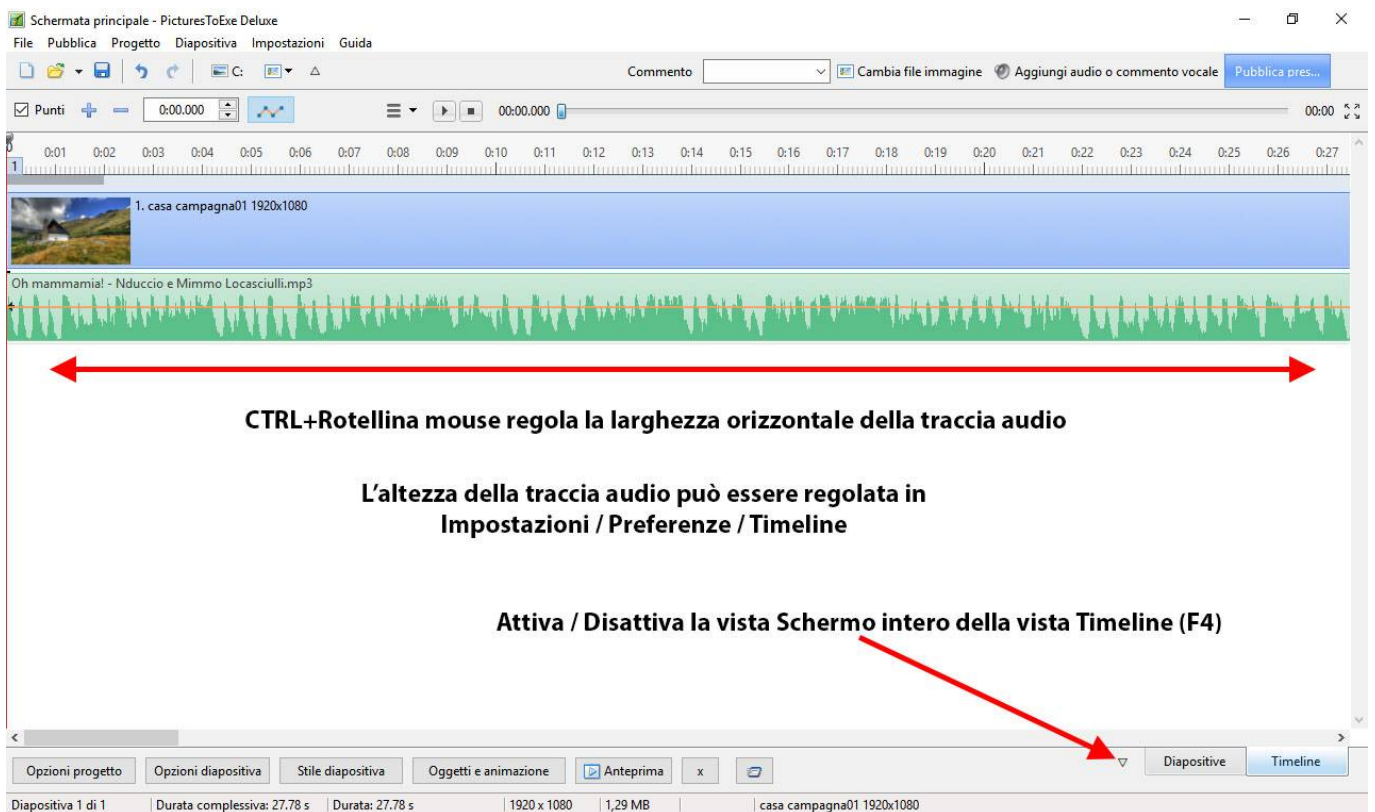 Schermata principale - PicturesToExe Deluxe
File Pubblica Progetto Diapositiva Impostazioni Guida
C: Commento Cambia file immagine Aggiungi audio o commento vocale Pubblica pres...
Punti 0:00.000 00:00.000 00:00
0:01 0:02 0:03 0:04 0:05 0:06 0:07 0:08 0:09 0:10 0:11 0:12 0:13 0:14 0:15 0:16 0:17 0:18 0:19 0:20 0:21 0:22 0:23 0:24 0:25 0:26 0:27
1
1. casa campagna01 1920x1080
Oh mammamia! - Nduccio e Mimmo Locasciulli.mp3
CTRL+Rotellina mouse regola la larghezza orizzontale della traccia audio
L'altezza della traccia audio può essere regolata in
Impostazioni / Preferenze / Timeline
Attiva / Disattiva la vista Schermo intero della vista Timeline (F4)
Opzioni progetto Opzioni diapositiva Stile diapositiva Oggetti e animazione Anteprima x Diapositive Timeline
Diapositiva 1 di 1 Durata complessiva: 27.78 s Durata: 27.78 s 1920 x 1080 1,29 MB casa campagna01 1920x1080